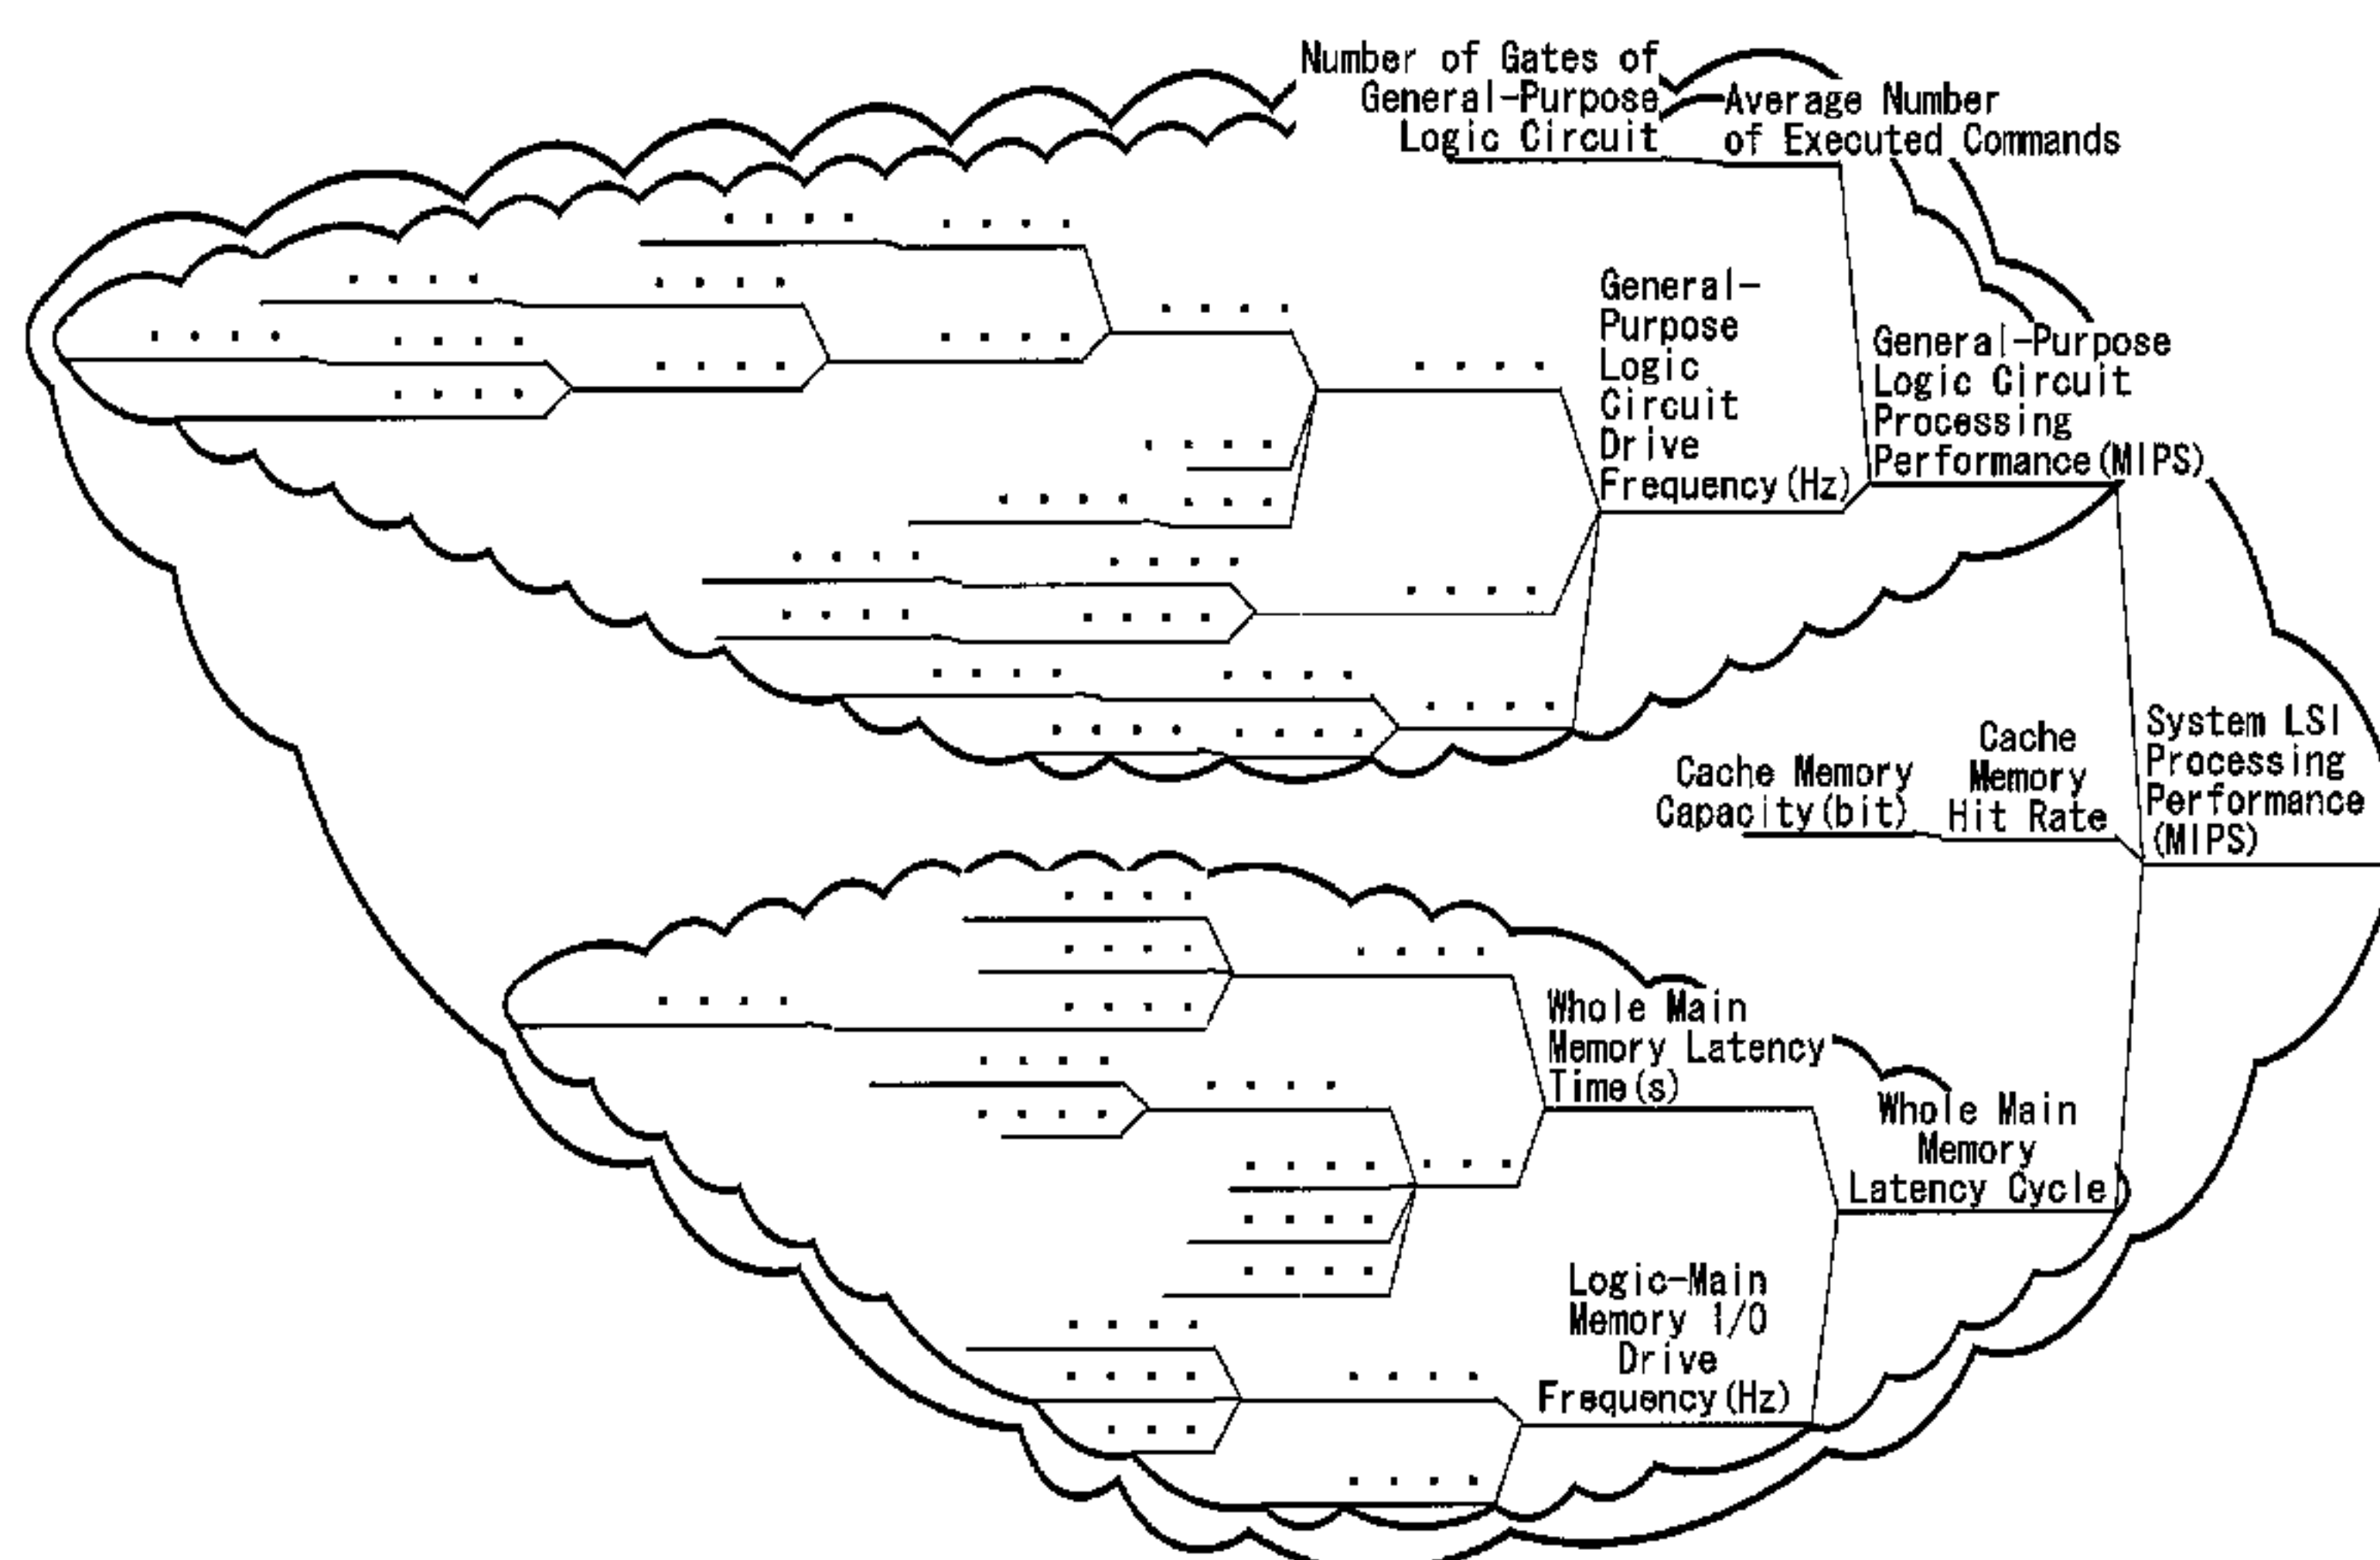 Number of Gates of
General-Purpose
Logic Circuit
Average Number
of Executed Commands
General-
Purpose
Logic
Circuit
Drive
Frequency(Hz)
General-Purpose
Logic Circuit
Processing
Performance(MIPS)
System LSI
Processing
Performance
(MIPS)
Cache
Memory
Hit Rate
Cache Memory
Capacity(bit)
Whole Main
Memory Latency
Time(s)
Whole Main
Memory
Latency Cycle
Logic-Main
Memory I/O
Drive
Frequency(Hz)